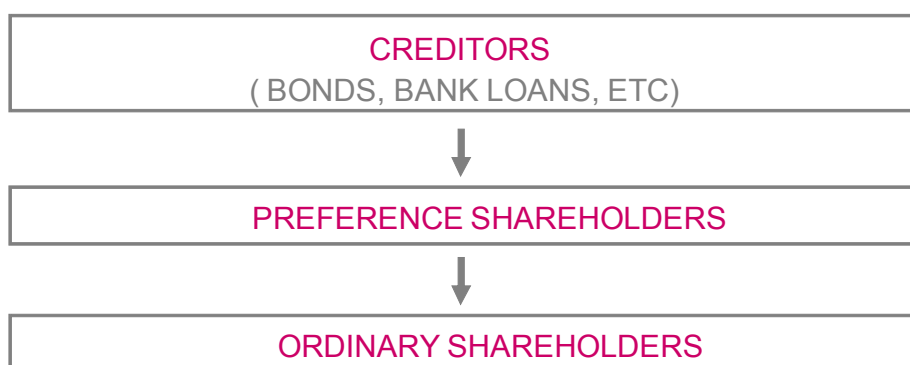 CREDITORS
( BONDS, BANK LOANS, ETC)
PREFERENCE SHAREHOLDERS
ORDINARY SHAREHOLDERS